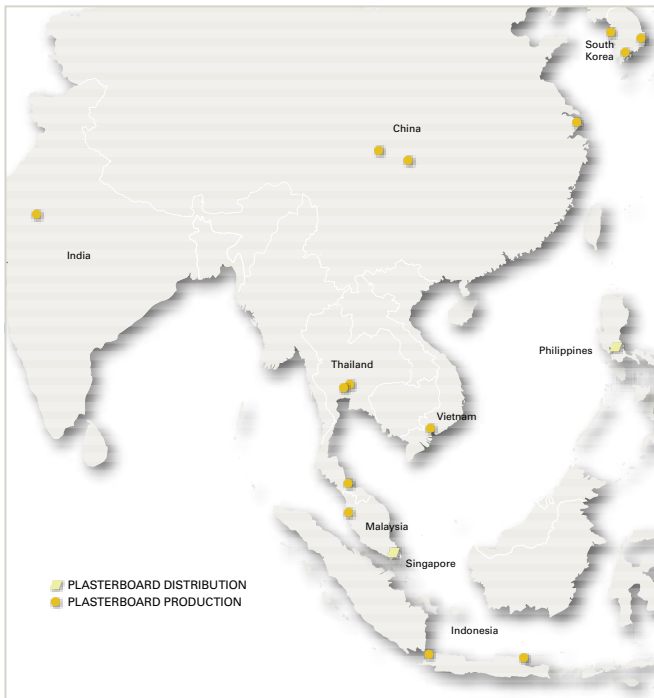 South
Korea
China
India
Philippines
Thailand
Vietnam
Malaysia
Singapore
PLASTERBOARD DISTRIBUTION
PLASTERBOARD PRODUCTION
Indonesia